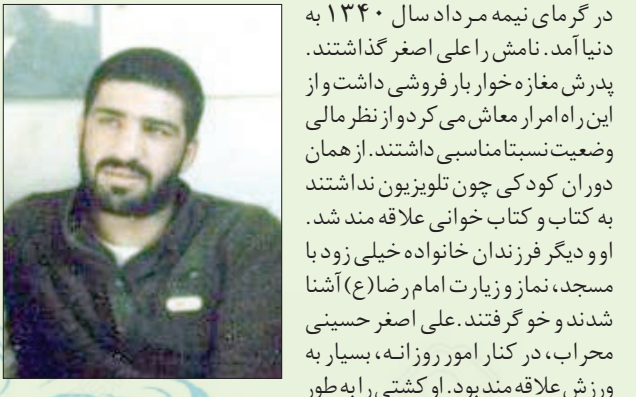 در گرمای نیمه مرداد سال ۱۳۴۰ به
دنیا آمد. نامش را علی اصغر گذاشتند.
پدرش مغازه خوار بار فروشی داشت و از
این راه امرار معاش می کرد و از نظر مالی
وضعیت نسبتا مناسبی داشتند. از همان
دوران کودکی چون تلویزیون نداشتند
به کتاب و کتاب خوانی علاقه مند شد.
او و دیگر فرزندان خانواده خیلی زود با
مسجد، نماز و زیارت امام رضا(ع) آشنا
شدند و خو گرفتند. علی اصغر حسینی
محراب، در کنار امور روزانه، بسیار به
ورزش علاقه مند بود. او کشتی را به طور